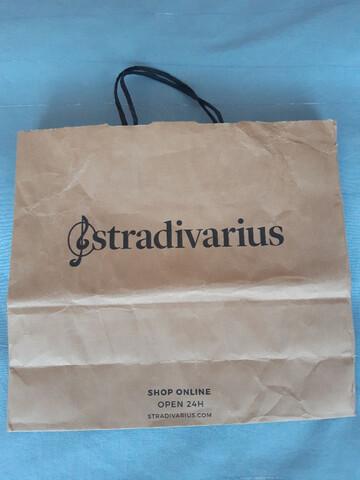 stradivarius
SHOP ONLINE
OPEN 24H
STRADIVARIUS.COM